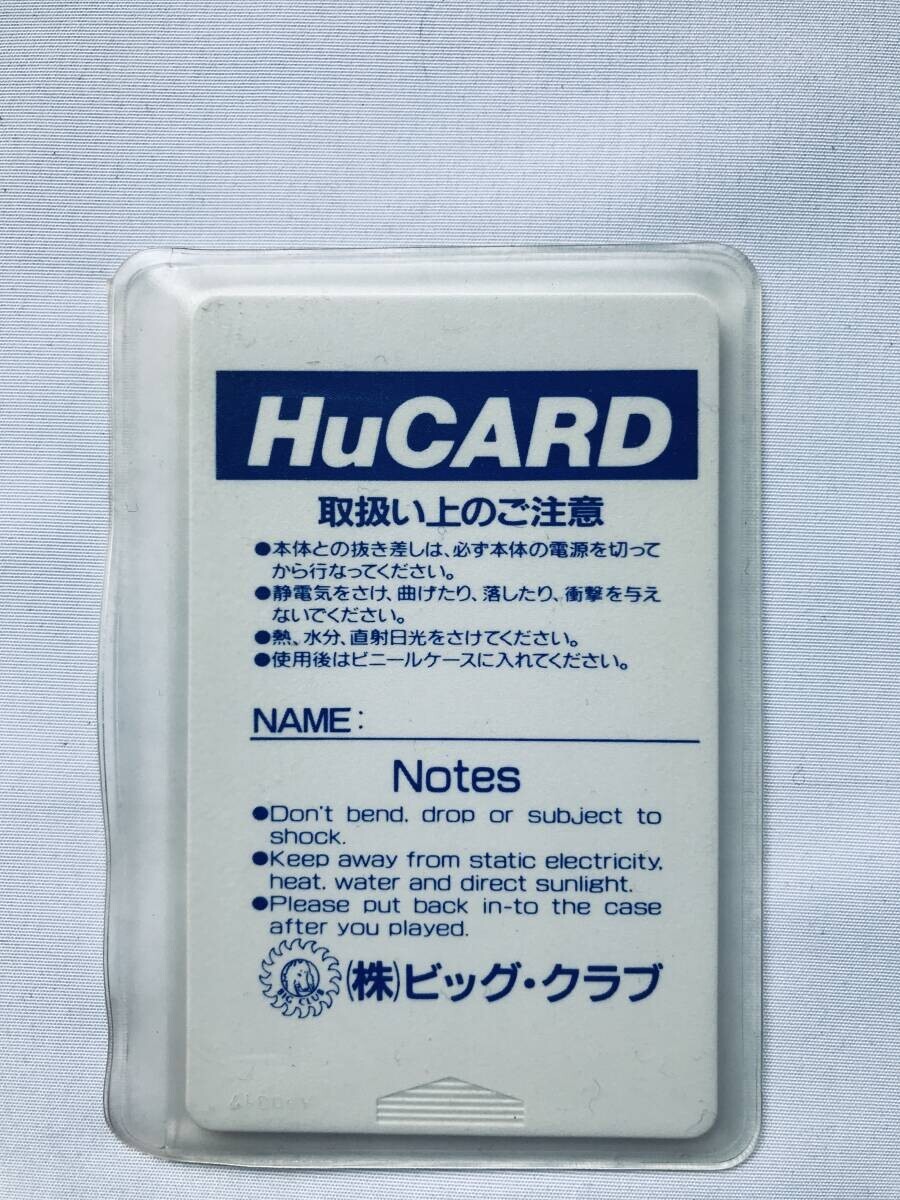 HuCARD
取扱い上のご注意
●本体との抜き差しは、必ず本体の電源を切って
から行なってください。
●静電気をさけ、曲げたり、落したり、衝撃を与え
ないでください。
●熱、水分、直射日光をさけてください。
●使用後はビニールケースに入れてください。
NAME:
Notes
●Don't bend, drop or subject to
shock.
●Keep away from static electricity,
heat, water and direct sunlight.
●Please put back in-to the case
after you played.
BIG CLUB
(株)ビッグ・クラブ